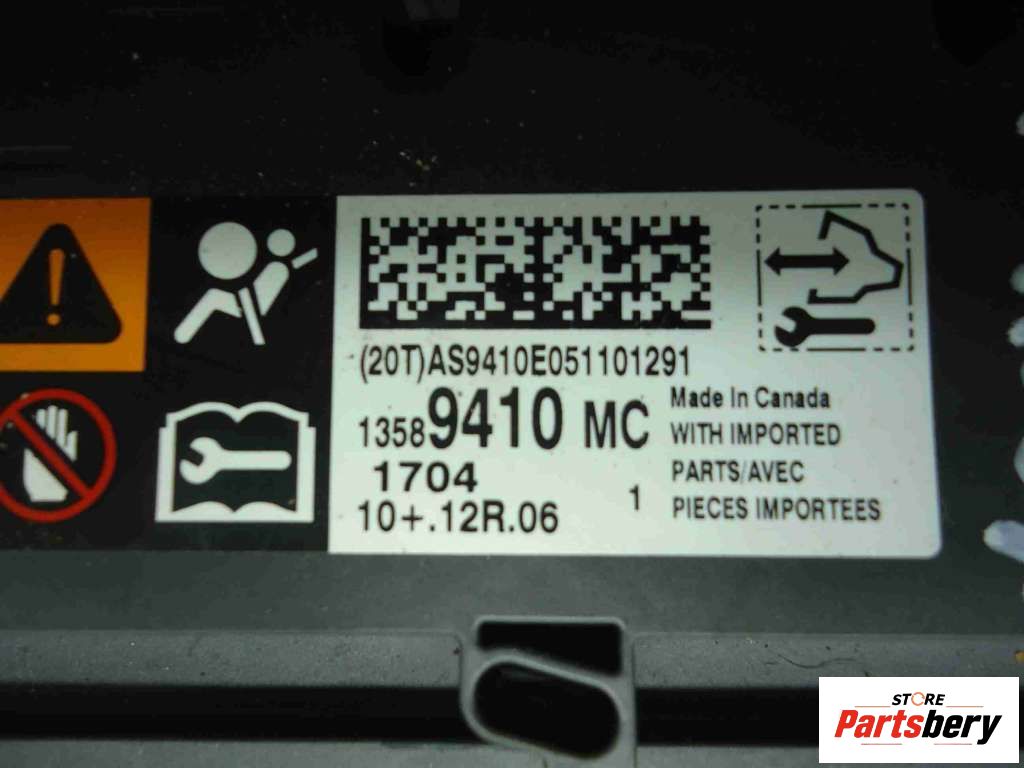 (20T)AS9410E051101291
13589410 MC
1704
10+.12R.06
1
Made In Canada
WITH IMPORTED
PARTS/AVEC
PIECES IMPORTEES
STORE
Partsbery